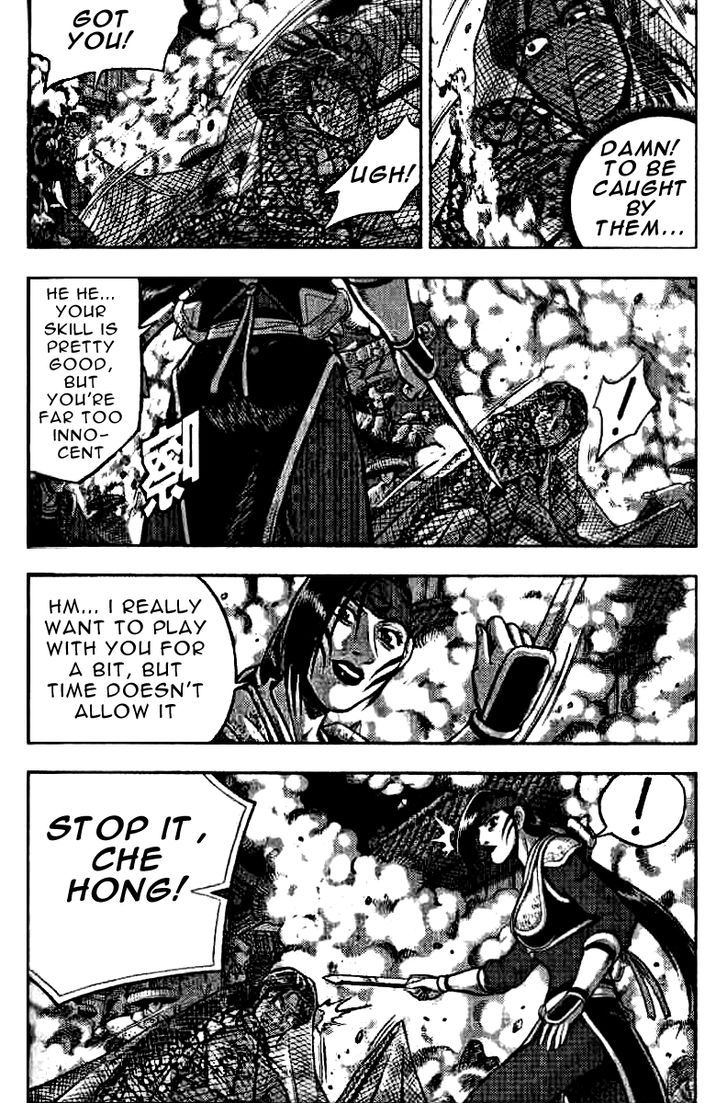 GOT
YOU!
UGH!
DAMN!
TO BE
CAUGHT
BY
THEM...
HE HE...
YOUR
SKILL IS
PRETTY
GOOD,
BUT
YOU'RE
FAR TOO
INNO-
CENT
!
HM... I REALLY
WANT TO PLAY
WITH YOU FOR
A BIT, BUT
TIME DOESN'T
ALLOW IT
STOP IT,
CHE
HONG!
!